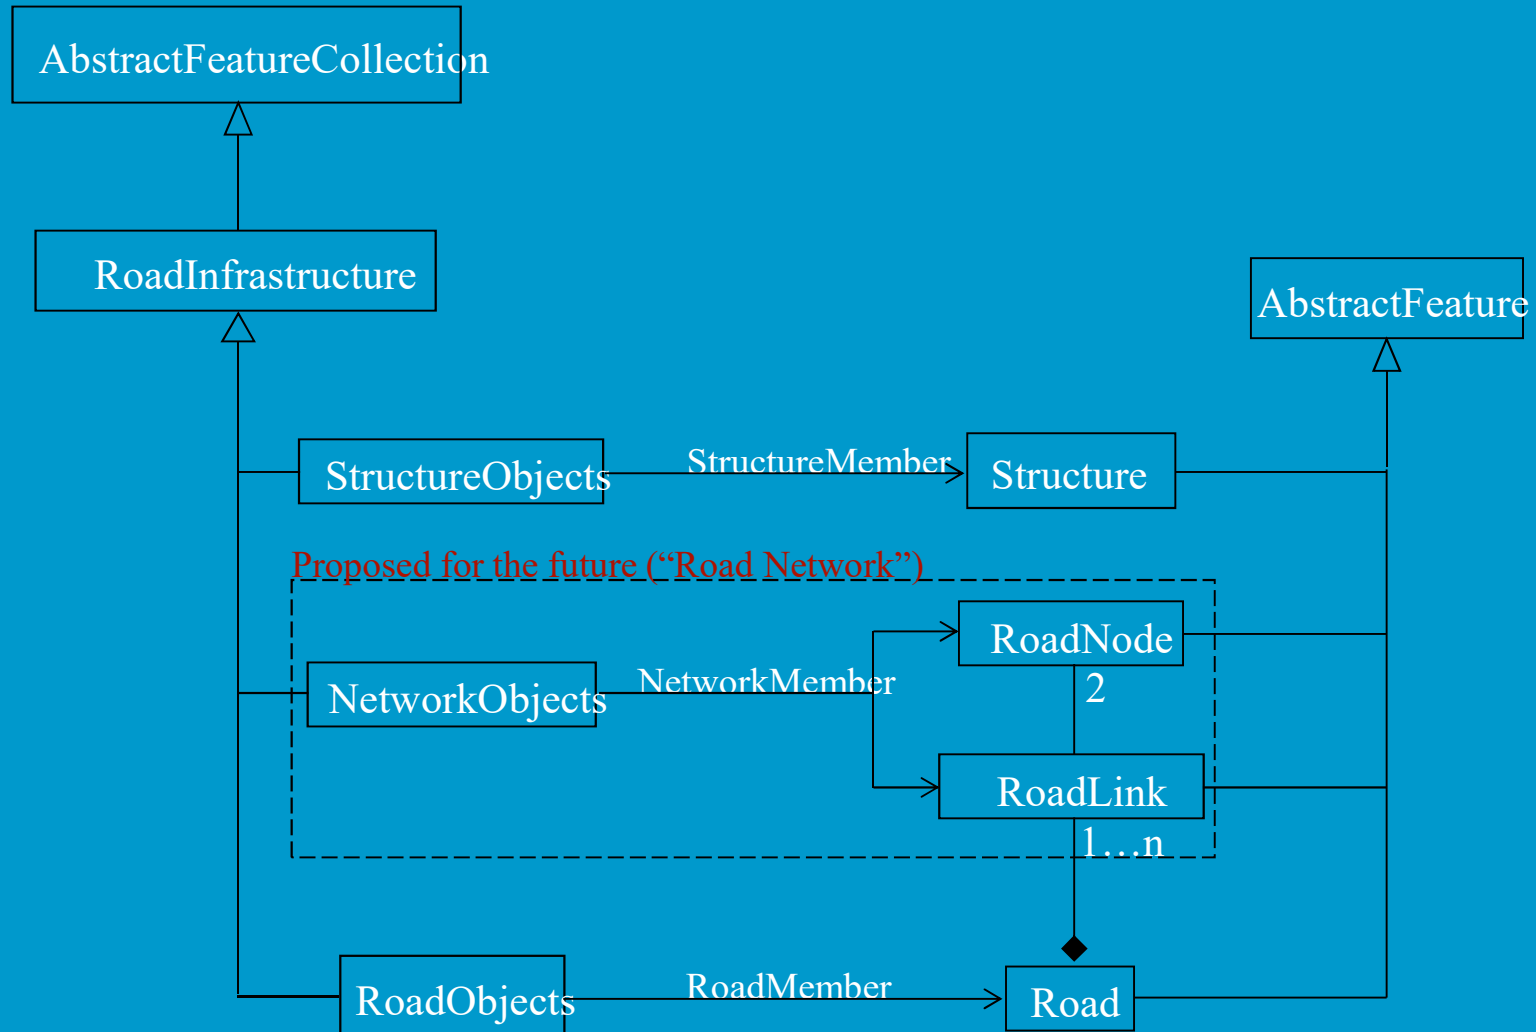 AbstractFeatureCollection
RoadInfrastructure
AbstractFeature
StructureObjects
StructureMember
Structure
Proposed for the future (“Road Network”)
RoadNode
2
NetworkObjects
NetworkMember
RoadLink
1…n
RoadObjects
RoadMember
Road